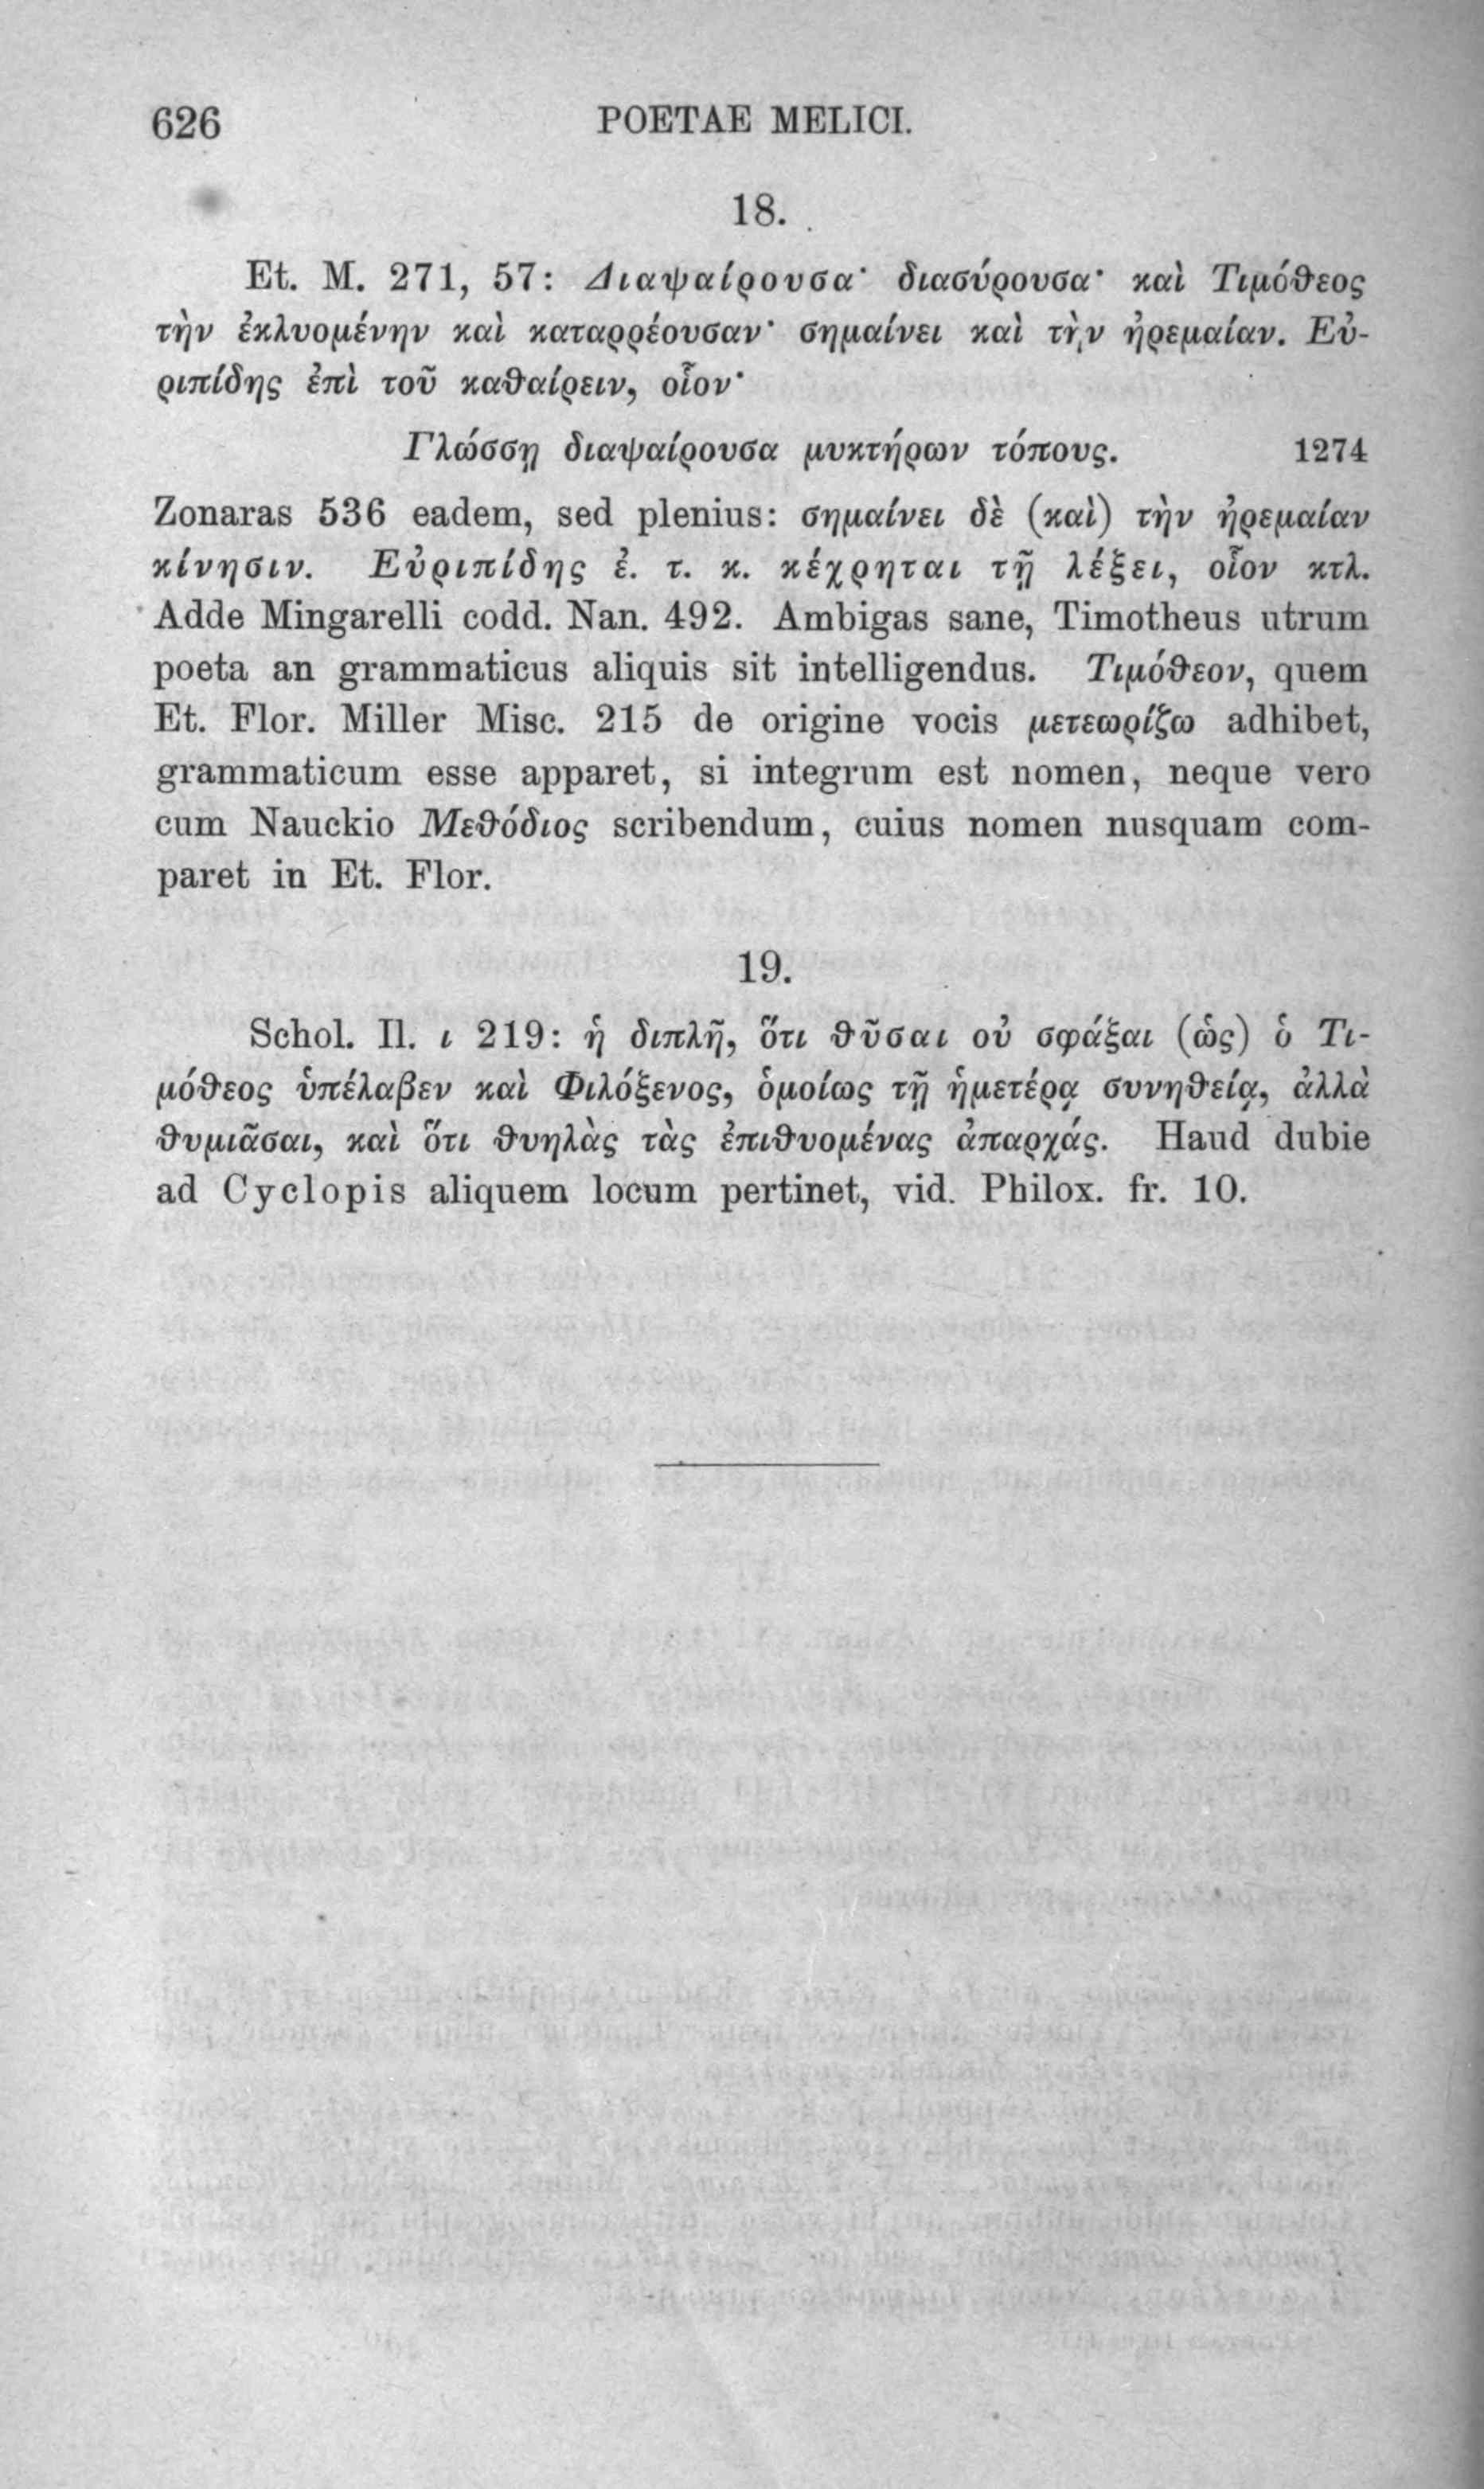 626 POETAE MELICI.
18.
Et. M. 271, 57: Διαψαίρουσα· διασύρουσα· καὶ Τιμόθεος
τὴν ἐκλυομένην καὶ καταρρέουσαν· σημαίνει καὶ τὴν ἠρεμαίαν. Εὐ-
ριπίδης ἐπὶ τοῦ καθαίρειν, οἷον·
Γλώσσῃ διαψαίρουσα μυκτήρων τόπους. 1274
Zonaras 536 eadem, sed plenius: σημαίνει δὲ (καὶ) τὴν ἠρεμαίαν
κίνησιν. Εὐριπίδης ἐ. τ. κ. κέχρηται τῇ λέξει, οἷον κτλ.
Adde Mingarelli codd. Nan. 492. Ambigas sane, Timotheus utrum
poeta an grammaticus aliquis sit intelligendus. Τιμόθεον, quem
Et. Flor. Miller Misc. 215 de origine vocis μετεωρίζω adhibet,
grammaticum esse apparet, si integrum est nomen, neque vero
cum Nauckio Μεθόδιος scribendum, cuius nomen nusquam com-
paret in Et. Flor.
19.
Schol. Il. ι 219: ἡ διπλῆ, ὅτι θῦσαι οὐ σφάξαι (ὡς) ὁ Τι-
μόθεος ὑπέλαβεν καὶ Φιλόξενος, ὁμοίως τῇ ἡμετέρᾳ συνηθείᾳ, ἀλλὰ
θυμιᾶσαι, καὶ ὅτι θυηλὰς τὰς ἐπιθυομένας ἀπαρχάς. Haud dubie
ad Cyclopis aliquem locum pertinet, vid. Philox. fr. 10.